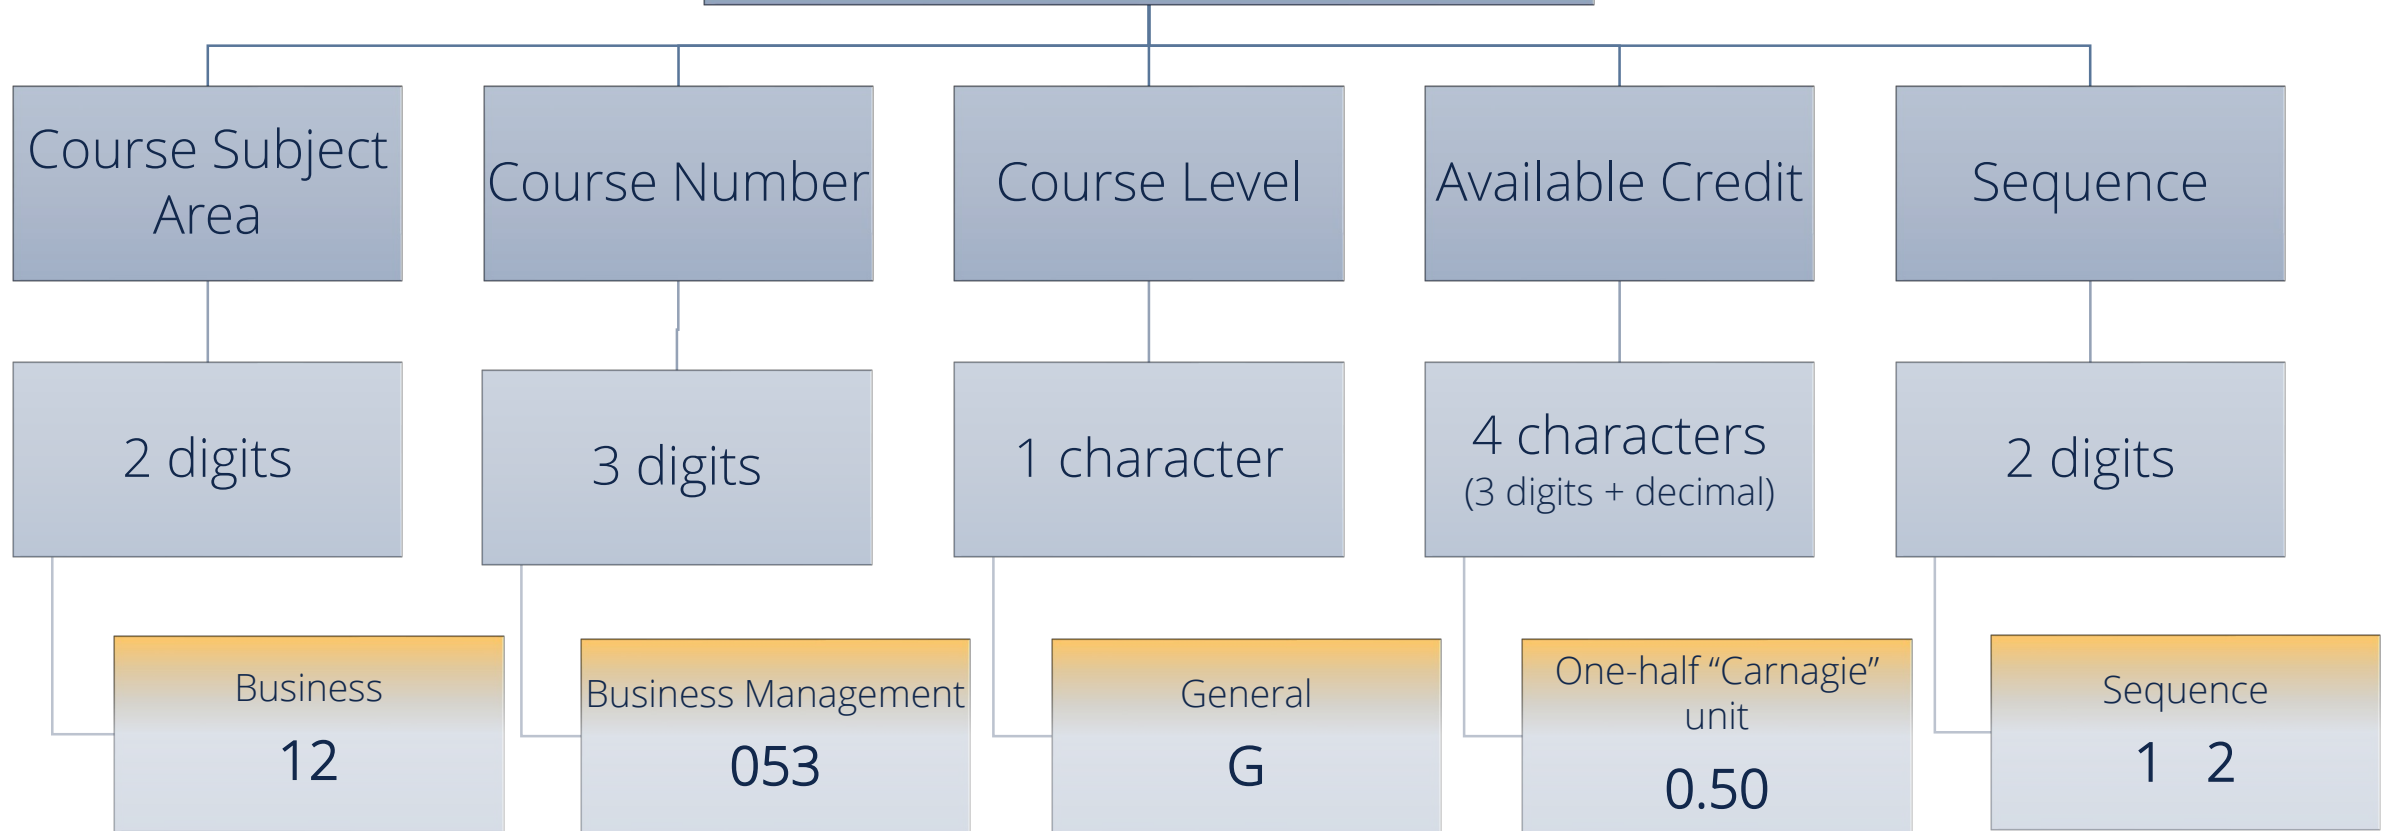 Course Subject
Area
Course Number
Course Level
Available Credit
Sequence
2 digits
3 digits
1 character
4 characters
(3 digits + decimal)
2 digits
Business
12
Business Management
053
General
G
One-half “Carnagie”
unit
0.50
Sequence
1 2